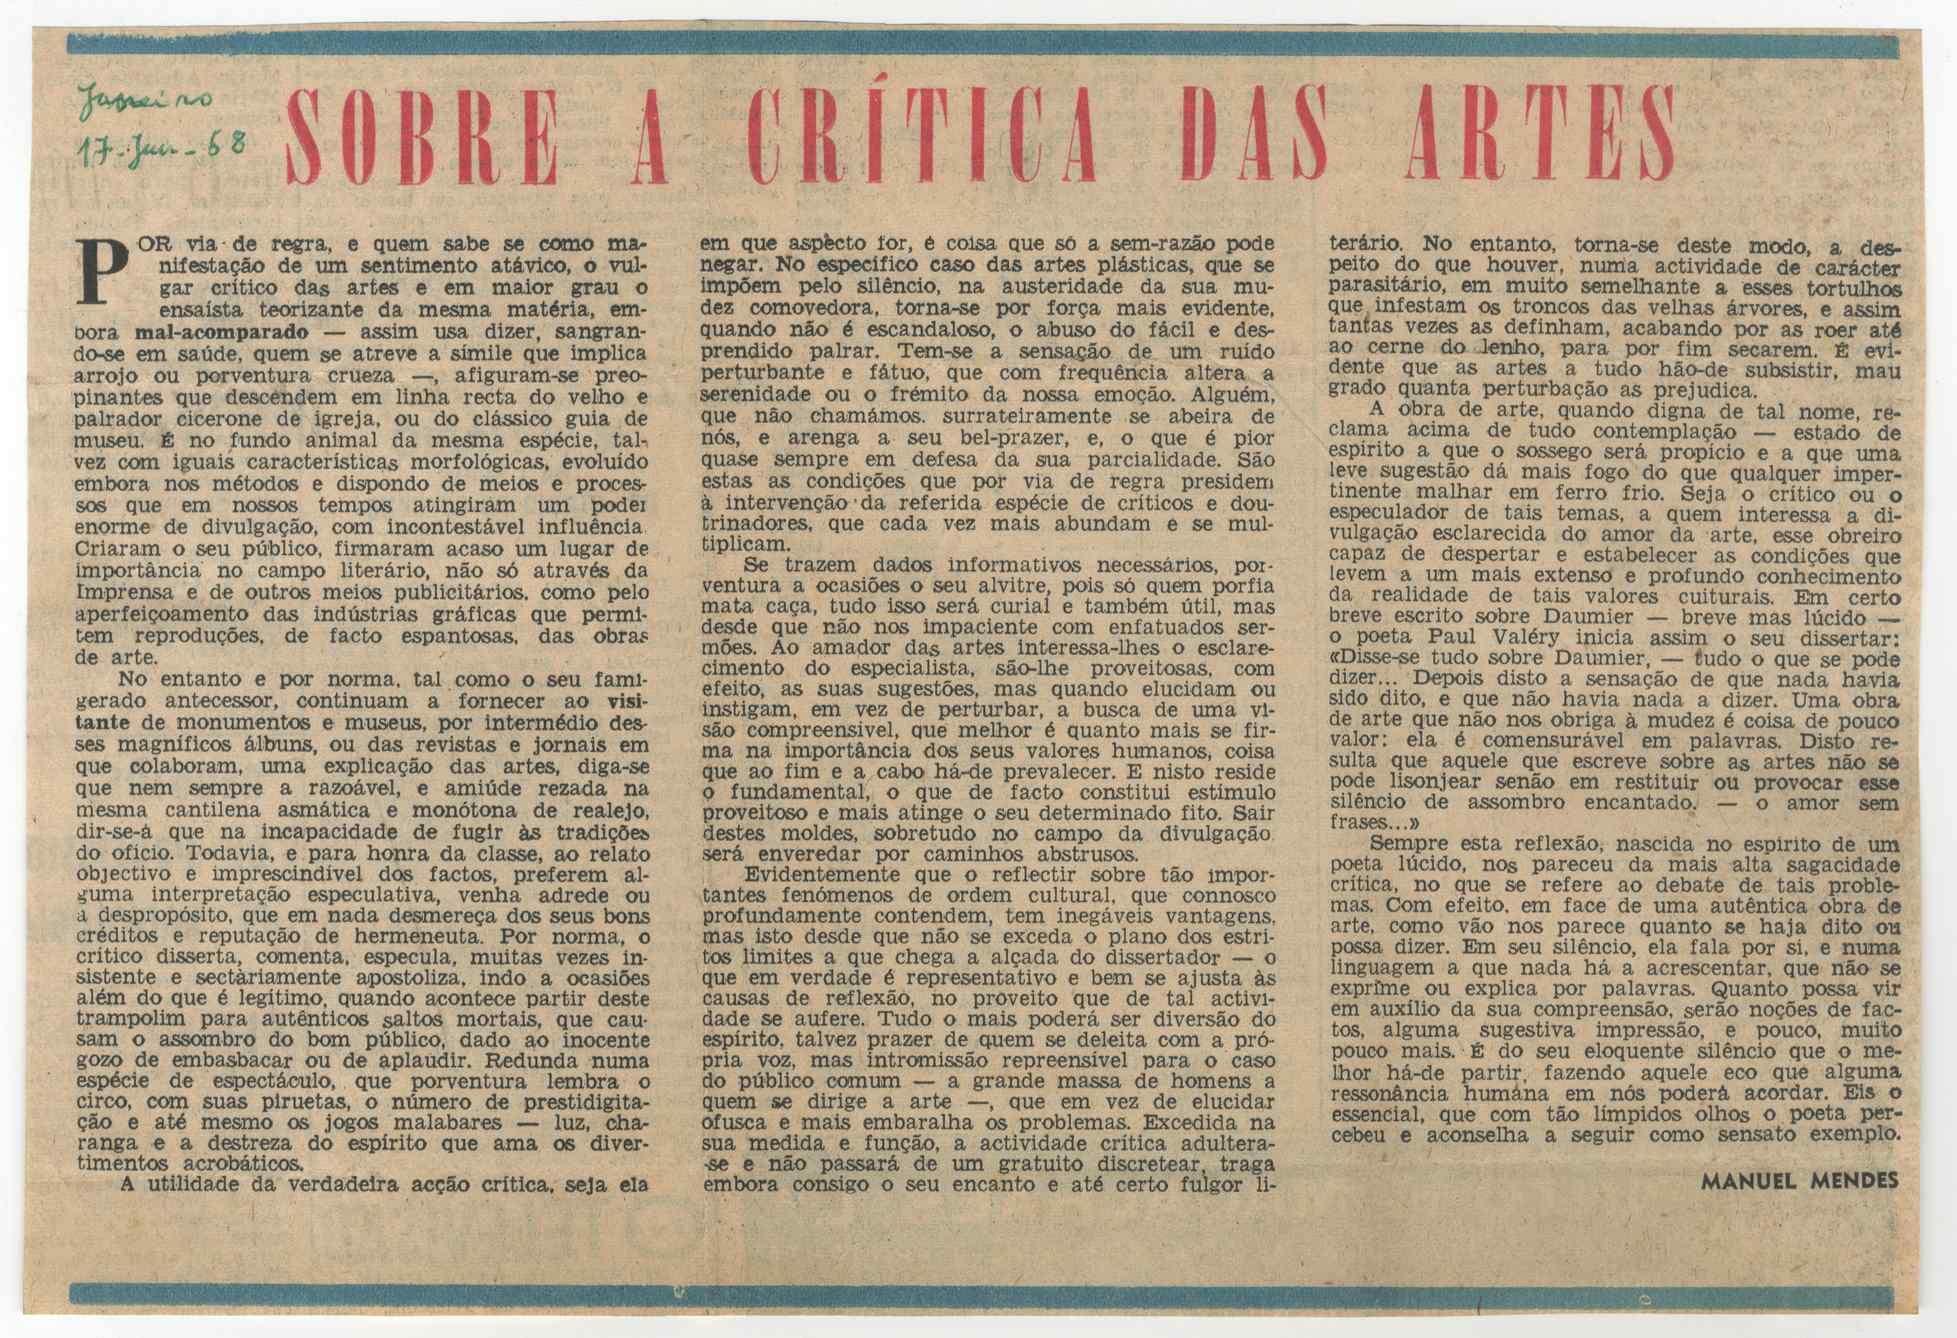 Janeiro
17-Jun-68
SOBRE A CRÍTICA DAS ARTES
POR via de regra, e quem sabe se como ma-
nifestação de um sentimento atávico, o vul-
gar crítico das artes e em maior grau o
ensaísta teorizante da mesma matéria, em-
bora mal-acomparado — assim usa dizer, sangran-
do-se em saúde, quem se atreve a símile que implica
arrojo ou porventura crueza —, afiguram-se preo-
pinantes que descendem em linha recta do velho e
palrador cicerone de igreja, ou do clássico guia de
museu. É no fundo animal da mesma espécie, tal-
vez com iguais características morfológicas, evoluído
embora nos métodos e dispondo de meios e proces-
sos que em nossos tempos atingiram um poder
enorme de divulgação, com incontestável influência.
Criaram o seu público, firmaram acaso um lugar de
importância no campo literário, não só através da
Imprensa e de outros meios publicitários, como pelo
aperfeiçoamento das indústrias gráficas que permi-
tem reproduções, de facto espantosas, das obras
de arte.
No entanto e por norma, tal como o seu fami-
gerado antecessor, continuam a fornecer ao visi-
tante de monumentos e museus, por intermédio des-
ses magníficos álbuns, ou das revistas e jornais em
que colaboram, uma explicação das artes, diga-se
que nem sempre a razoável, e amiúde rezada na
mesma cantilena asmática e monótona de realejo,
dir-se-á que na incapacidade de fugir às tradições
do ofício. Todavia, e para honra da classe, ao relato
objectivo e imprescindível dos factos, preferem al-
guma interpretação especulativa, venha adrede ou
a despropósito, que em nada desmereça dos seus bons
créditos e reputação de hermeneuta. Por norma, o
crítico disserta, comenta, especula, muitas vezes in-
sistente e sectàriamente apostoliza, indo a ocasiões
além do que é legítimo, quando acontece partir deste
trampolim para autênticos saltos mortais, que cau-
sam o assombro do bom público, dado ao inocente
gozo de embasbacar ou de aplaudir. Redunda numa
espécie de espectáculo, que porventura lembra o
circo, com suas piruetas, o número de prestidigita-
ção e até mesmo os jogos malabares — luz, cha-
ranga e a destreza do espírito que ama os diver-
timentos acrobáticos.
A utilidade da verdadeira acção crítica, seja ela
em que aspècto for, é coisa que só a sem-razão pode
negar. No específico caso das artes plásticas, que se
impõem pelo silêncio, na austeridade da sua mu-
dez comovedora, torna-se por força mais evidente,
quando não é escandaloso, o abuso do fácil e des-
prendido palrar. Tem-se a sensação de um ruído
perturbante e fátuo, que com frequência altera a
serenidade ou o frémito da nossa emoção. Alguém,
que não chamámos. surrateiramente se abeira de
nós, e arenga a seu bel-prazer, e, o que é pior
quase sempre em defesa da sua parcialidade. São
estas as condições que por via de regra presidem
à intervenção da referida espécie de críticos e dou-
trinadores, que cada vez mais abundam e se mul-
tiplicam.
Se trazem dados informativos necessários, por-
ventura a ocasiões o seu alvitre, pois só quem porfia
mata caça, tudo isso será curial e também útil, mas
desde que não nos impaciente com enfatuados ser-
mões. Ao amador das artes interessa-lhes o esclare-
cimento do especialista, são-lhe proveitosas, com
efeito, as suas sugestões, mas quando elucidam ou
instigam, em vez de perturbar, a busca de uma vi-
são compreensível, que melhor é quanto mais se fir-
ma na importância dos seus valores humanos, coisa
que ao fim e a cabo há-de prevalecer. E nisto reside
o fundamental, o que de facto constitui estímulo
proveitoso e mais atinge o seu determinado fito. Sair
destes moldes, sobretudo no campo da divulgação
será enveredar por caminhos abstrusos.
Evidentemente que o reflectir sobre tão impor-
tantes fenómenos de ordem cultural, que connosco
profundamente contendem, tem inegáveis vantagens,
mas isto desde que não se exceda o plano dos estri-
tos limites a que chega a alçada do dissertador — o
que em verdade é representativo e bem se ajusta às
causas de reflexão, no proveito que de tal activi-
dade se aufere. Tudo o mais poderá ser diversão do
espírito, talvez prazer de quem se deleita com a pró-
pria voz, mas intromissão repreensível para o caso
do público comum — a grande massa de homens a
quem se dirige a arte —, que em vez de elucidar
ofusca e mais embaralha os problemas. Excedida na
sua medida e função, a actividade crítica adultera-
-se e não passará de um gratuito discretear, traga
embora consigo o seu encanto e até certo fulgor li-
terário. No entanto, torna-se deste modo, a des-
peito do que houver, numa actividade de carácter
parasitário, em muito semelhante a esses tortulhos
que infestam os troncos das velhas árvores, e assim
tantas vezes as definham, acabando por as roer até
ao cerne do lenho, para por fim secarem. É evi-
dente que as artes a tudo hão-de subsistir, mau
grado quanta perturbação as prejudica.
A obra de arte, quando digna de tal nome, re-
clama acima de tudo contemplação — estado de
espírito a que o sossego será propício e a que uma
leve sugestão dá mais fogo do que qualquer imper-
tinente malhar em ferro frio. Seja o crítico ou o
especulador de tais temas, a quem interessa a di-
vulgação esclarecida do amor da arte, esse obreiro
capaz de despertar e estabelecer as condições que
levem a um mais extenso e profundo conhecimento
da realidade de tais valores cuiturais. Em certo
breve escrito sobre Daumier — breve mas lúcido —
o poeta Paul Valéry inicia assim o seu dissertar:
«Disse-se tudo sobre Daumier, — tudo o que se pode
dizer... Depois disto a sensação de que nada havia
sido dito, e que não havia nada a dizer. Uma obra
de arte que não nos obriga à mudez é coisa de pouco
valor: ela é comensurável em palavras. Disto re-
sulta que aquele que escreve sobre as artes não se
pode lisonjear senão em restituir ou provocar esse
silêncio de assombro encantado. — o amor sem
frases...»
Sempre esta reflexão, nascida no espírito de um
poeta lúcido, nos pareceu da mais alta sagacidade
crítica, no que se refere ao debate de tais proble-
mas. Com efeito, em face de uma autêntica obra de
arte, como vão nos parece quanto se haja dito ou
possa dizer. Em seu silêncio, ela fala por si, e numa
linguagem a que nada há a acrescentar, que não se
exprime ou explica por palavras. Quanto possa vir
em auxílio da sua compreensão, serão noções de fac-
tos, alguma sugestiva impressão, e pouco, muito
pouco mais. É do seu eloquente silêncio que o me-
lhor há-de partir, fazendo aquele eco que alguma
ressonância humana em nós poderá acordar. Eis o
essencial, que com tão límpidos olhos o poeta per-
cebeu e aconselha a seguir como sensato exemplo.
MANUEL MENDES